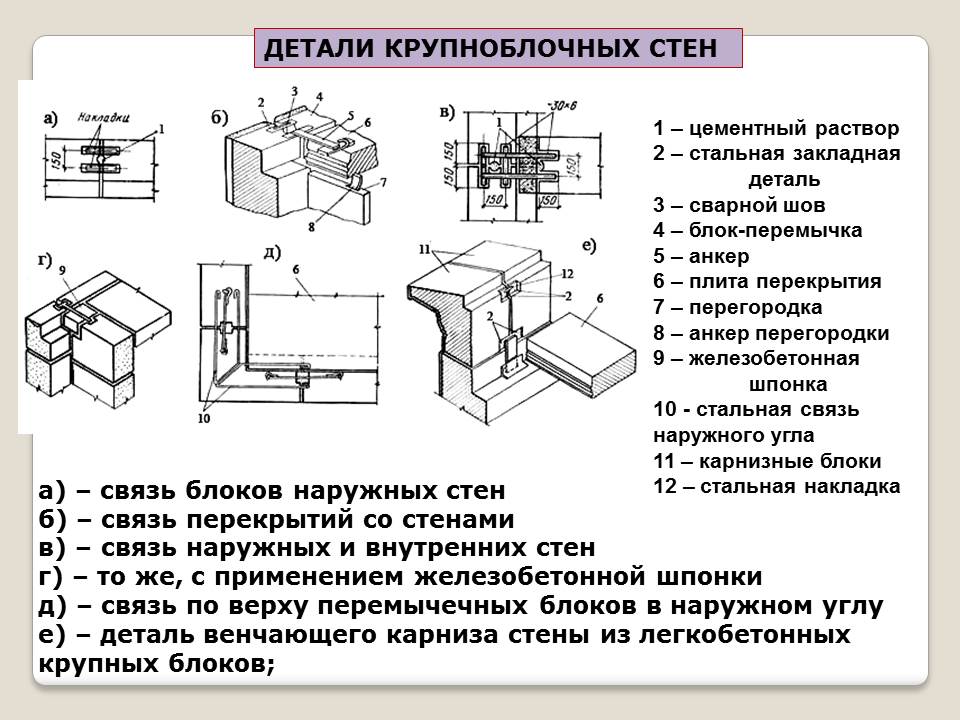 ДЕТАЛИ КРУПНОБЛОЧНЫХ СТЕН
а)
Накладки
1
150
б)
2
3
4
5
6
7
8
в)
1
-30×6
150
150
150
150
150
г)
9
д)
6
10
е)
11
12
2
2
6
1 – цементный раствор
2 – стальная закладная
деталь
3 – сварной шов
4 – блок-перемычка
5 – анкер
6 – плита перекрытия
7 – перегородка
8 – анкер перегородки
9 – железобетонная
шпонка
10 - стальная связь
наружного угла
11 – карнизные блоки
12 – стальная накладка
а) – связь блоков наружных стен
б) – связь перекрытий со стенами
в) – связь наружных и внутренних стен
г) – то же, с применением железобетонной шпонки
д) – связь по верху перемычечных блоков в наружном углу
е) – деталь венчающего карниза стены из легкобетонных
крупных блоков;